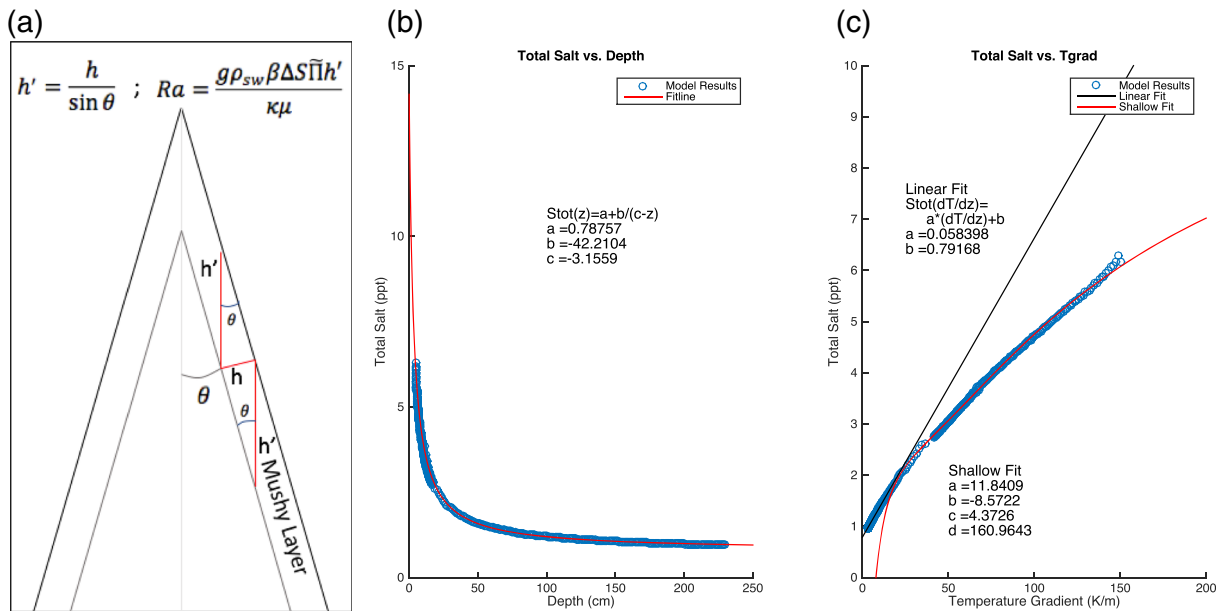 (a)
h' = h / sin θ ; Ra = gρ_sw βΔS Π̃ h' / κμ
h'
θ
h
θ
θ
h'
Mushy Layer
(b)
Total Salt vs. Depth
Model Results
Fitline
Stot(z)=a+b/(c-z)
a =0.78757
b =-42.2104
c =-3.1559
Total Salt (ppt)
15
10
5
0
0 50 100 150 200 250
Depth (cm)
(c)
Total Salt vs. Tgrad
Model Results
Linear Fit
Shallow Fit
Linear Fit
Stot(dT/dz)=
a*(dT/dz)+b
a =0.058398
b =0.79168
Shallow Fit
a =11.8409
b =-8.5722
c =4.3726
d =160.9643
Total Salt (ppt)
10
9
8
7
6
5
4
3
2
1
0
0 50 100 150 200
Temperature Gradient (K/m)